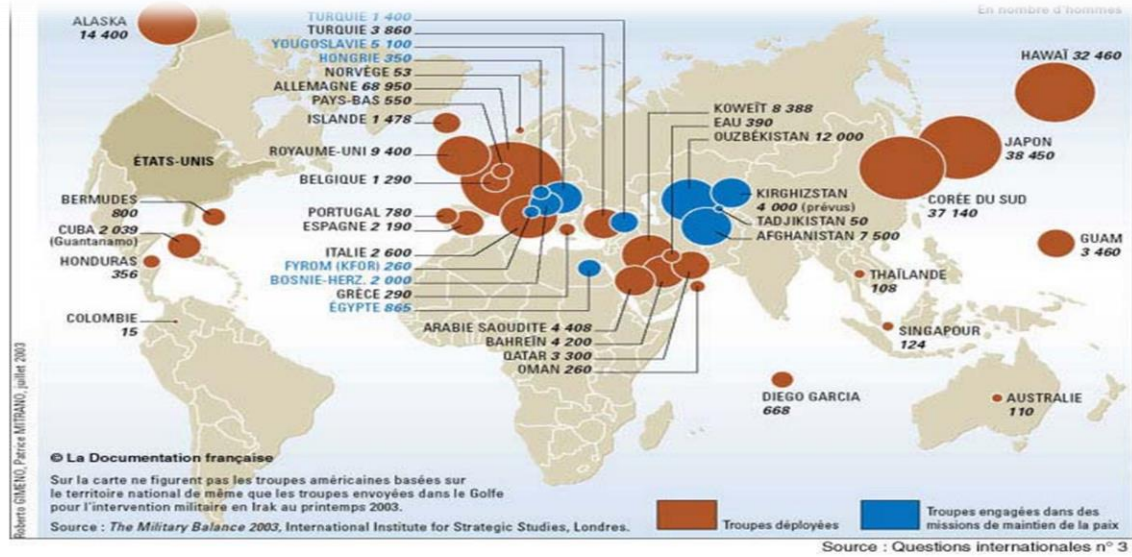 En nombre d'hommes
ALASKA
14 400
TURQUIE 1 400
TURQUIE 3 860
YOUGOSLAVIE 5 100
HONGRIE 350
NORVÈGE 53
ALLEMAGNE 68 950
PAYS-BAS 550
ISLANDE 1 478
ROYAUME-UNI 9 400
BELGIQUE 1 290
PORTUGAL 780
ESPAGNE 2 190
ITALIE 2 600
FYROM (KFOR) 260
BOSNIE-HERZ. 2 000
GRÈCE 290
ÉGYPTE 865
ÉTATS-UNIS
BERMUDES
800
CUBA 2 039
(Guantanamo)
HONDURAS
356
COLOMBIE
15
KOWEÏT 8 388
EAU 390
OUZBÉKISTAN 12 000
KIRGHIZSTAN
4 000 (prévus)
TADJIKISTAN 50
AFGHANISTAN 7 500
ARABIE SAOUDITE 4 408
BAHREÏN 4 200
QATAR 3 300
OMAN 260
HAWAÏ 32 460
JAPON
38 450
CORÉE DU SUD
37 140
GUAM
3 460
THAÏLANDE
108
SINGAPOUR
124
DIEGO GARCIA
668
AUSTRALIE
110
Roberto GIMENO, Patrice MITRANO, juillet 2003
© La Documentation française
Sur la carte ne figurent pas les troupes américaines basées sur
le territoire national de même que les troupes envoyées dans le Golfe
pour l'intervention militaire en Irak au printemps 2003.
Source : The Military Balance 2003, International Institute for Strategic Studies, Londres.
Troupes déployées
Troupes engagées dans des
missions de maintien de la paix
Source : Questions internationales n° 3